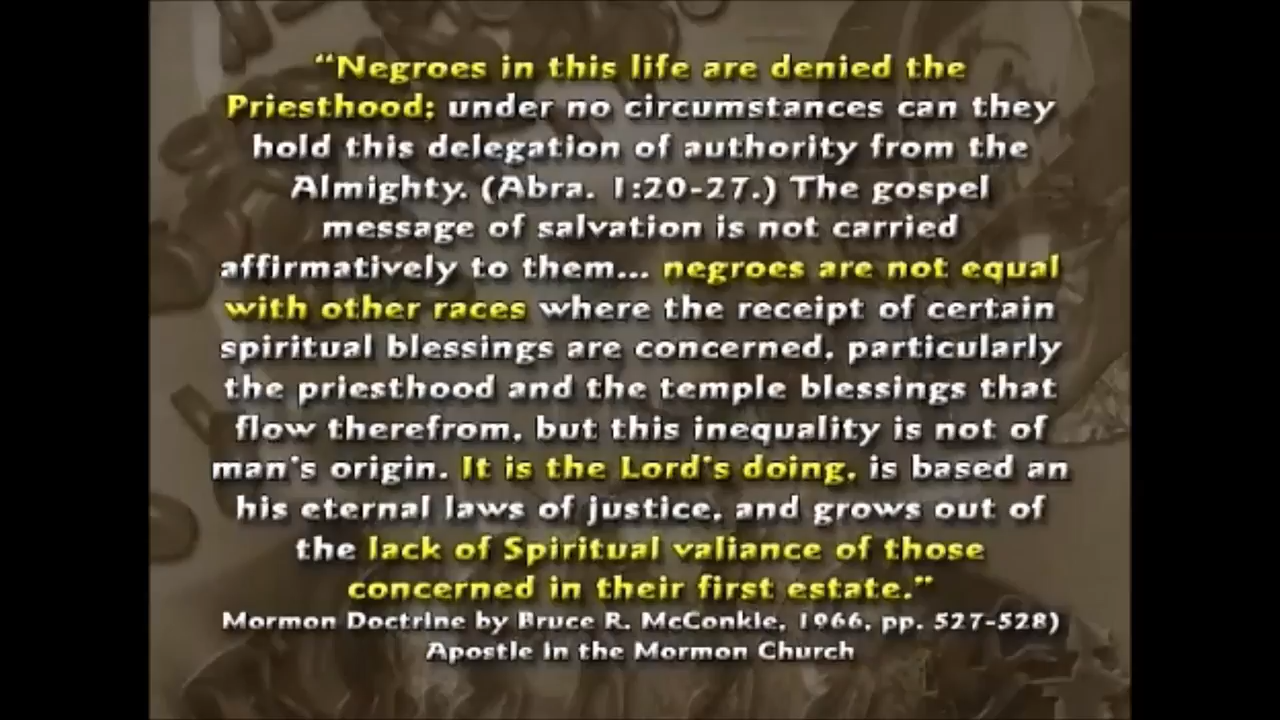 “Negroes in this life are denied the
Priesthood; under no circumstances can they
hold this delegation of authority from the
Almighty. (Abra. 1:20-27.) The gospel
message of salvation is not carried
affirmatively to them... negroes are not equal
with other races where the receipt of certain
spiritual blessings are concerned, particularly
the priesthood and the temple blessings that
flow therefrom, but this inequality is not of
man's origin. It is the Lord's doing, is based an
his eternal laws of justice, and grows out of
the lack of Spiritual valiance of those
concerned in their first estate.”
Mormon Doctrine by Bruce R. McConkie, 1966, pp. 527-528)
Apostle in the Mormon Church